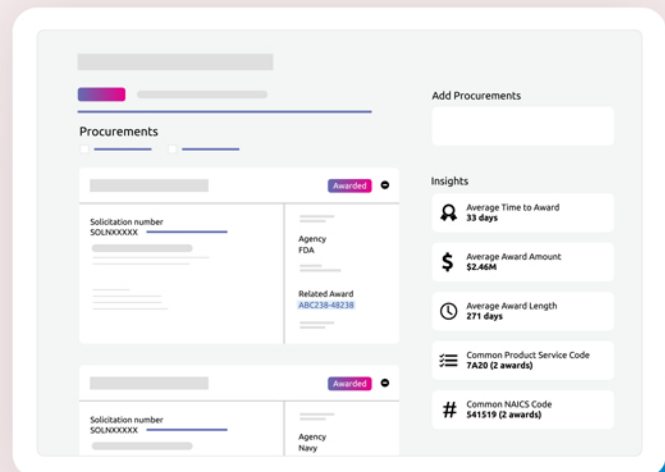 Add Procurements
Procurements
Awarded
Solicitation number
SOLNXXXXX
Agency
FDA
Related Award
ABC238-48238
Awarded
Solicitation number
SOLNXXXXX
Agency
Navy
Insights
Average Time to Award
33 days
Average Award Amount
$2.46M
Average Award Length
271 days
Common Product Service Code
7A20 (2 awards)
Common NAICS Code
541519 (2 awards)